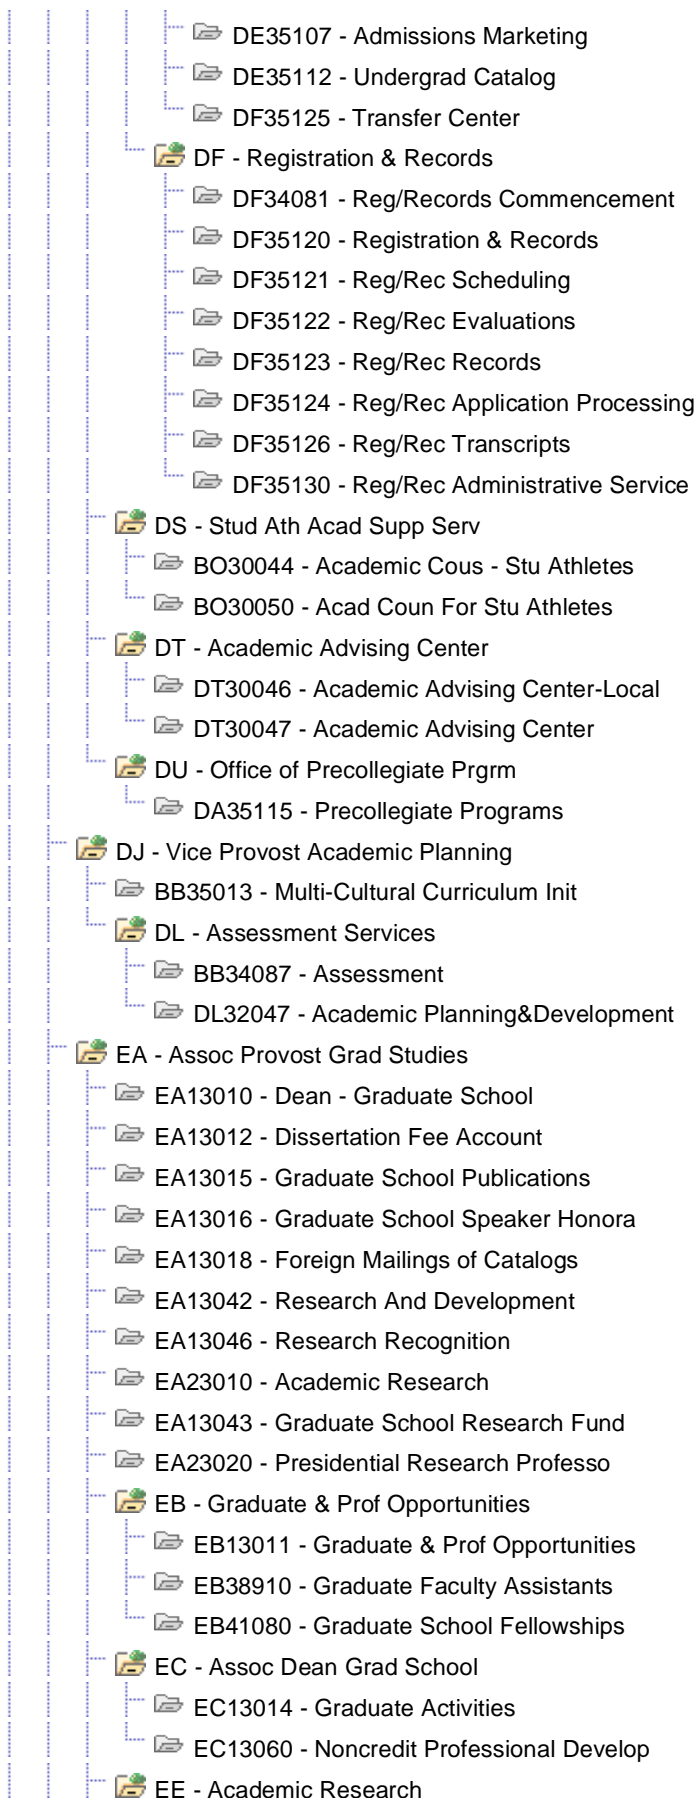 DE35107 - Admissions Marketing
DE35112 - Undergrad Catalog
DF35125 - Transfer Center
DF - Registration & Records
DF34081 - Reg/Records Commencement
DF35120 - Registration & Records
DF35121 - Reg/Rec Scheduling
DF35122 - Reg/Rec Evaluations
DF35123 - Reg/Rec Records
DF35124 - Reg/Rec Application Processing
DF35126 - Reg/Rec Transcripts
DF35130 - Reg/Rec Administrative Service
DS - Stud Ath Acad Supp Serv
BO30044 - Academic Cous - Stu Athletes
BO30050 - Acad Coun For Stu Athletes
DT - Academic Advising Center
DT30046 - Academic Advising Center-Local
DT30047 - Academic Advising Center
DU - Office of Precollegiate Prgrm
DA35115 - Precollegiate Programs
DJ - Vice Provost Academic Planning
BB35013 - Multi-Cultural Curriculum Init
DL - Assessment Services
BB34087 - Assessment
DL32047 - Academic Planning&Development
EA - Assoc Provost Grad Studies
EA13010 - Dean - Graduate School
EA13012 - Dissertation Fee Account
EA13015 - Graduate School Publications
EA13016 - Graduate School Speaker Honora
EA13018 - Foreign Mailings of Catalogs
EA13042 - Research And Development
EA13046 - Research Recognition
EA23010 - Academic Research
EA13043 - Graduate School Research Fund
EA23020 - Presidential Research Professo
EB - Graduate & Prof Opportunities
EB13011 - Graduate & Prof Opportunities
EB38910 - Graduate Faculty Assistants
EB41080 - Graduate School Fellowships
EC - Assoc Dean Grad School
EC13014 - Graduate Activities
EC13060 - Noncredit Professional Develop
EE - Academic Research